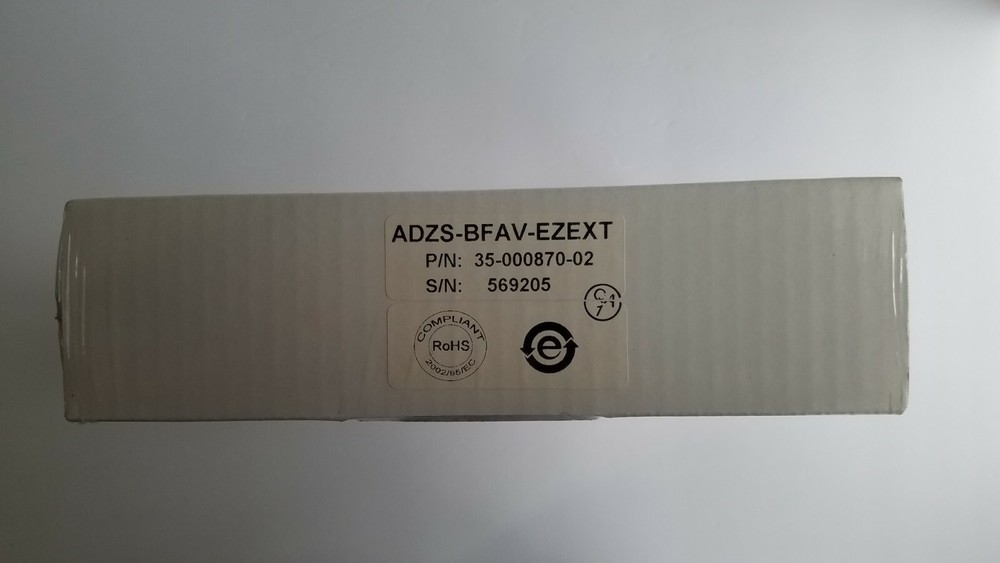 ADZS-BFAV-EZEXT
P/N: 35-000870-02
S/N: 569205
COMPLIANT
RoHS
2002/95/EC
e